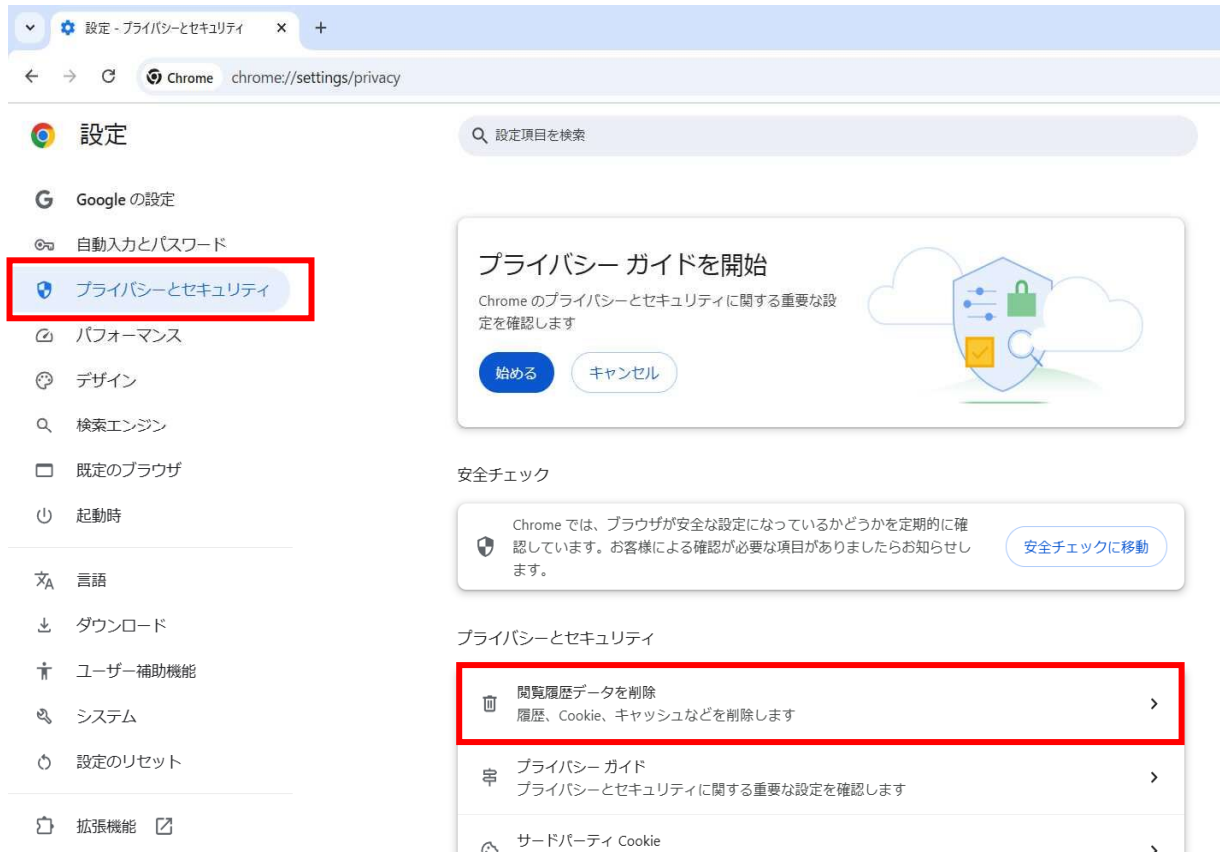 設定 - プライバシーとセキュリティ
Chrome
chrome://settings/privacy
設定
設定項目を検索
Google の設定
自動入力とパスワード
プライバシーとセキュリティ
パフォーマンス
デザイン
検索エンジン
既定のブラウザ
起動時
言語
ダウンロード
ユーザー補助機能
システム
設定のリセット
拡張機能
プライバシー ガイドを開始
Chrome のプライバシーとセキュリティに関する重要な設
定を確認します
始める
キャンセル
安全チェック
Chrome では、ブラウザが安全な設定になっているかどうかを定期的に確
認しています。お客様による確認が必要な項目がありましたらお知らせし
ます。
安全チェックに移動
プライバシーとセキュリティ
閲覧履歴データを削除
履歴、Cookie、キャッシュなどを削除します
プライバシー ガイド
プライバシーとセキュリティに関する重要な設定を確認します
サードパーティ Cookie